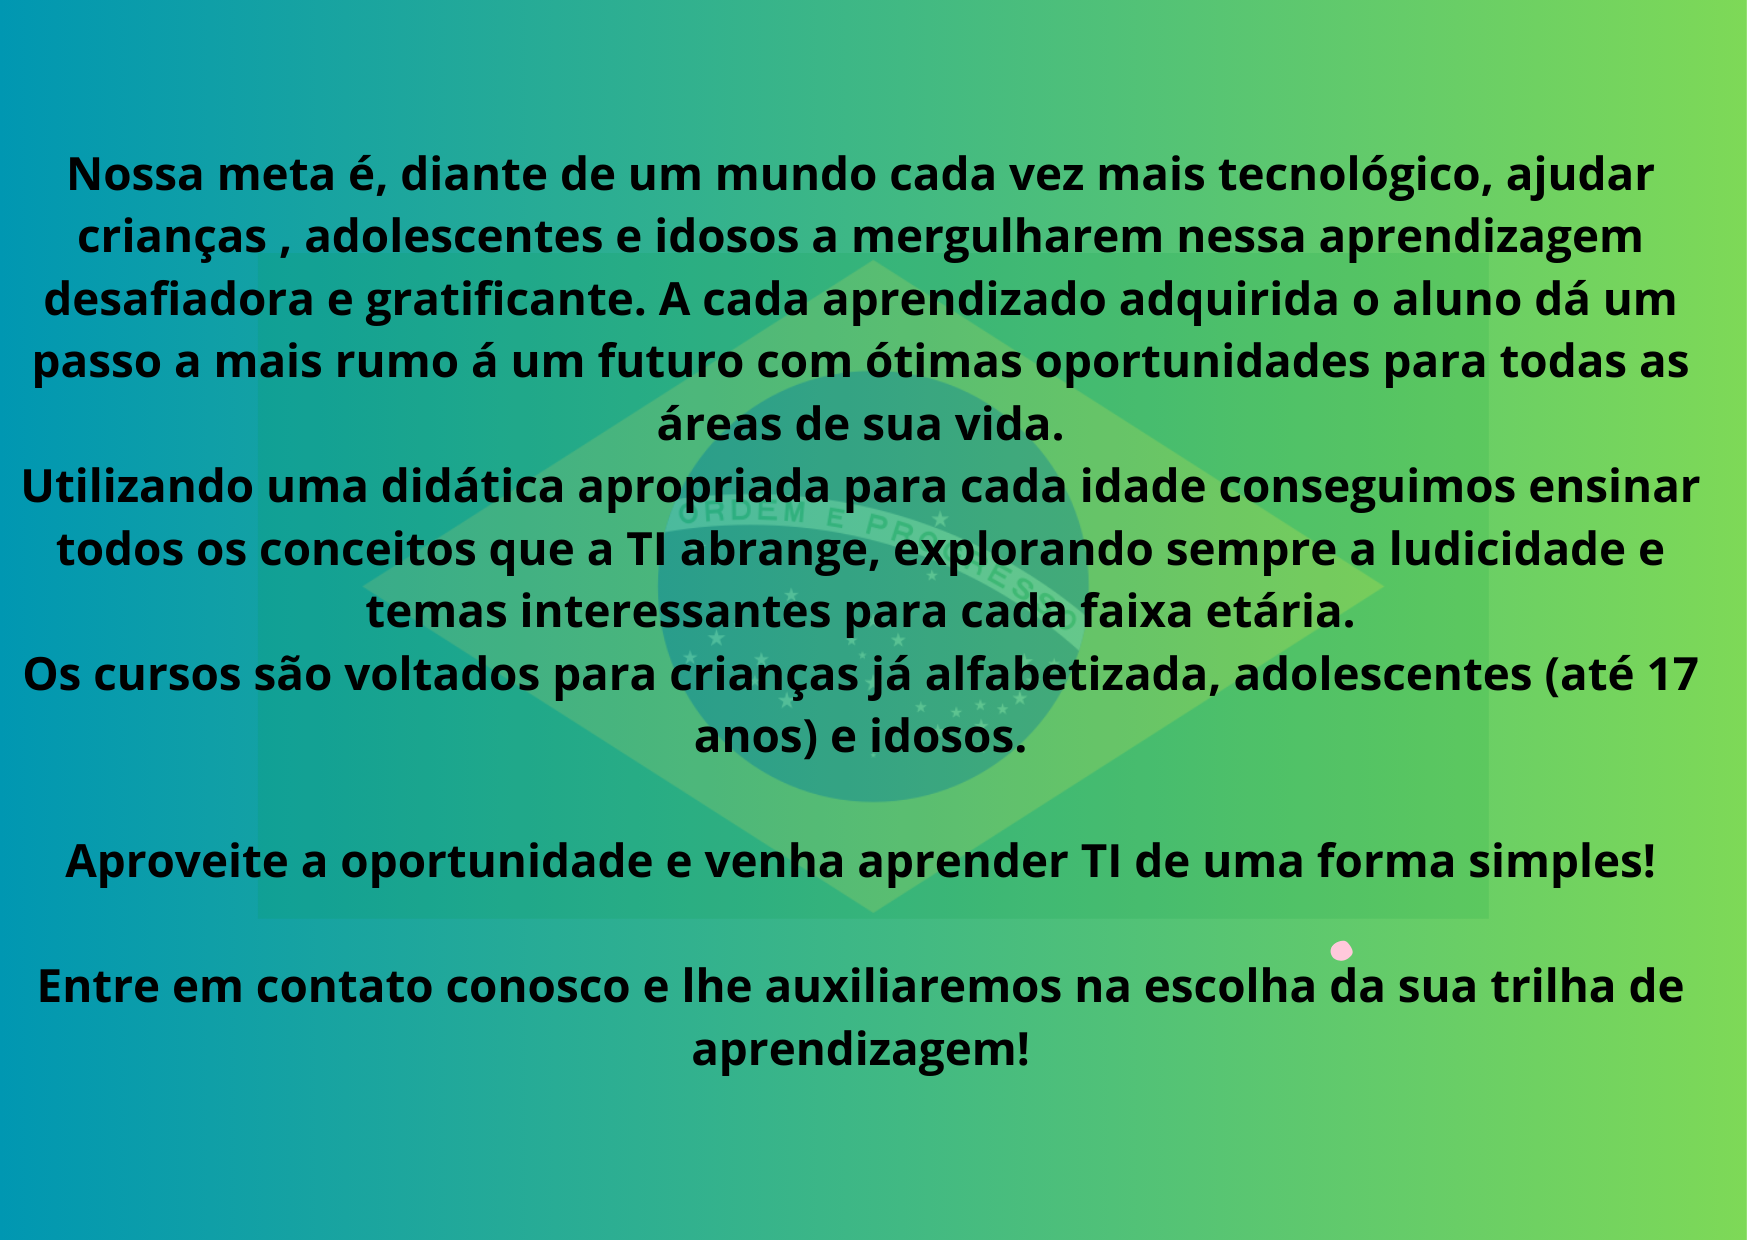 Nossa meta é, diante de um mundo cada vez mais tecnológico, ajudar
crianças , adolescentes e idosos a mergulharem nessa aprendizagem
desafiadora e gratificante. A cada aprendizado adquirida o aluno dá um
passo a mais rumo á um futuro com ótimas oportunidades para todas as
áreas de sua vida.
Utilizando uma didática apropriada para cada idade conseguimos ensinar
todos os conceitos que a TI abrange, explorando sempre a ludicidade e
temas interessantes para cada faixa etária.
Os cursos são voltados para crianças já alfabetizada, adolescentes (até 17
anos) e idosos.
Aproveite a oportunidade e venha aprender TI de uma forma simples!
Entre em contato conosco e lhe auxiliaremos na escolha da sua trilha de
aprendizagem!
ORDEM E PROGRESSO